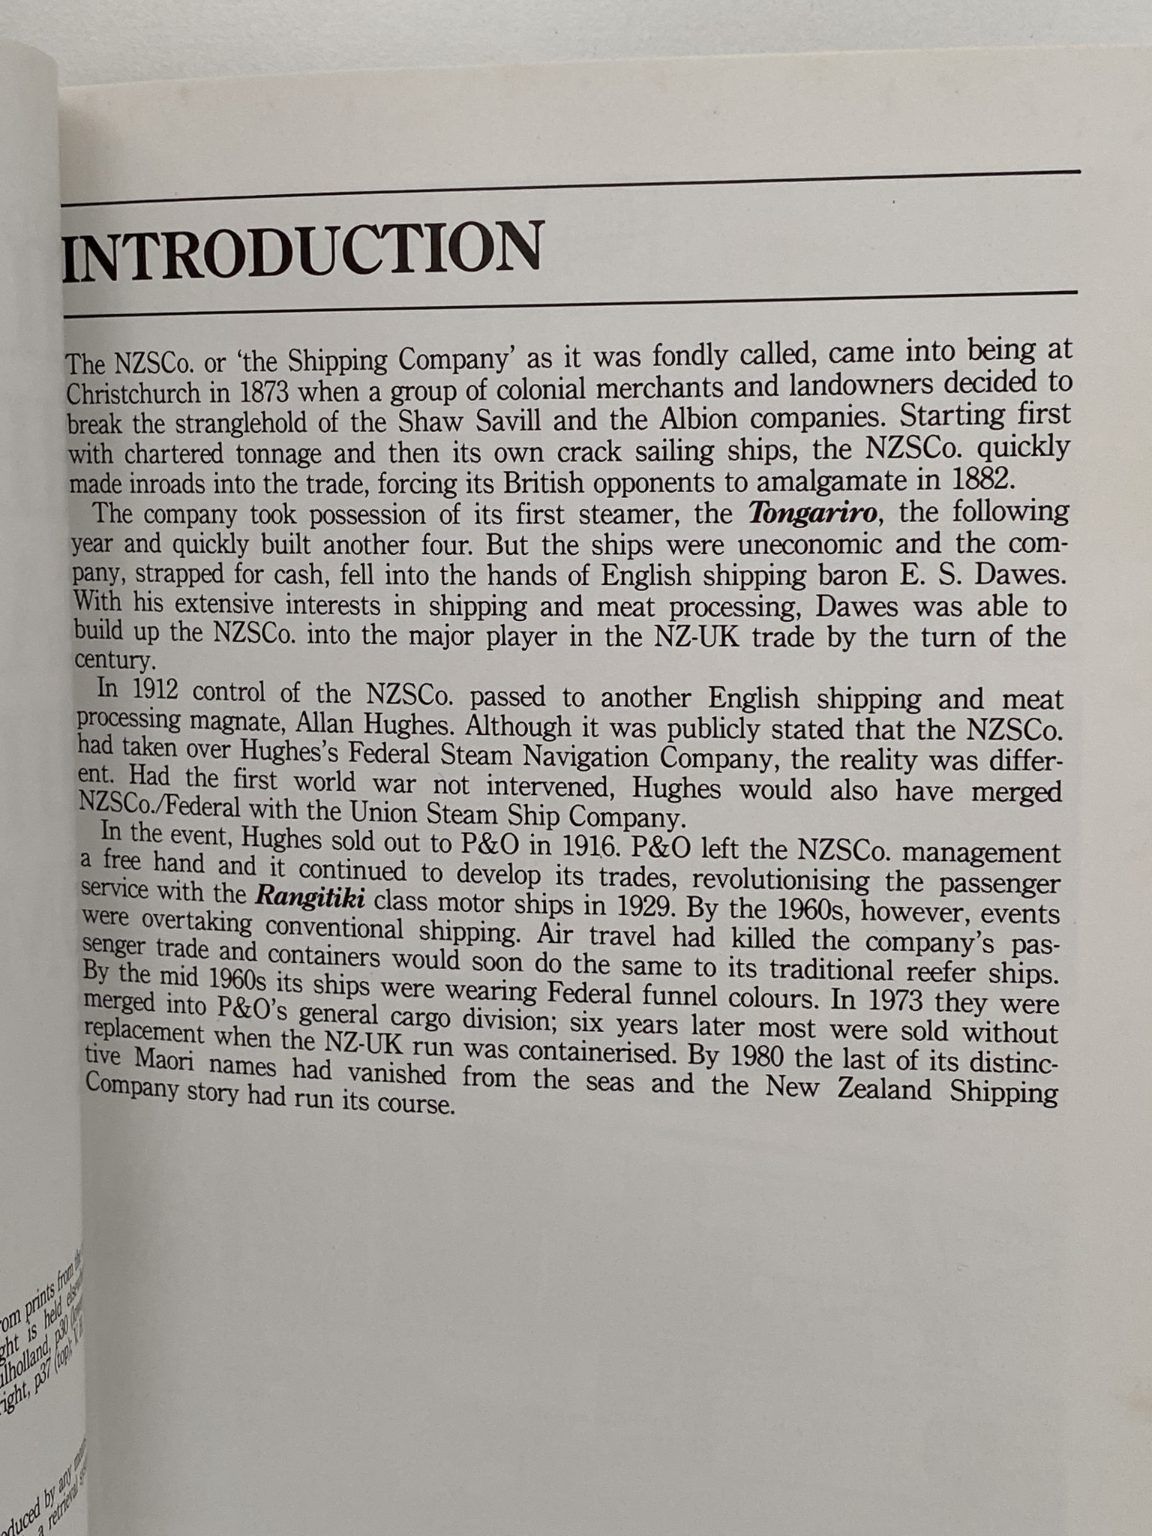 INTRODUCTION
The NZSCo. or ‘the Shipping Company’ as it was fondly called, came into being at
Christchurch in 1873 when a group of colonial merchants and landowners decided to
break the stranglehold of the Shaw Savill and the Albion companies. Starting first
with chartered tonnage and then its own crack sailing ships, the NZSCo. quickly
made inroads into the trade, forcing its British opponents to amalgamate in 1882.
The company took possession of its first steamer, the Tongariro, the following
year and quickly built another four. But the ships were uneconomic and the com-
pany, strapped for cash, fell into the hands of English shipping baron E. S. Dawes.
With his extensive interests in shipping and meat processing, Dawes was able to
build up the NZSCo. into the major player in the NZ-UK trade by the turn of the
century.
In 1912 control of the NZSCo. passed to another English shipping and meat
processing magnate, Allan Hughes. Although it was publicly stated that the NZSCo.
had taken over Hughes’s Federal Steam Navigation Company, the reality was differ-
ent. Had the first world war not intervened, Hughes would also have merged
NZSCo./Federal with the Union Steam Ship Company.
In the event, Hughes sold out to P&O in 1916. P&O left the NZSCo. management
a free hand and it continued to develop its trades, revolutionising the passenger
service with the Rangitiki class motor ships in 1929. By the 1960s, however, events
were overtaking conventional shipping. Air travel had killed the company’s pas-
senger trade and containers would soon do the same to its traditional reefer ships.
By the mid 1960s its ships were wearing Federal funnel colours. In 1973 they were
merged into P&O’s general cargo division; six years later most were sold without
replacement when the NZ-UK run was containerised. By 1980 the last of its distinc-
tive Maori names had vanished from the seas and the New Zealand Shipping
Company story had run its course.
om prints from the
ght is held
lholland, p30
ight, p37 (top),
duced by any
a retrieval